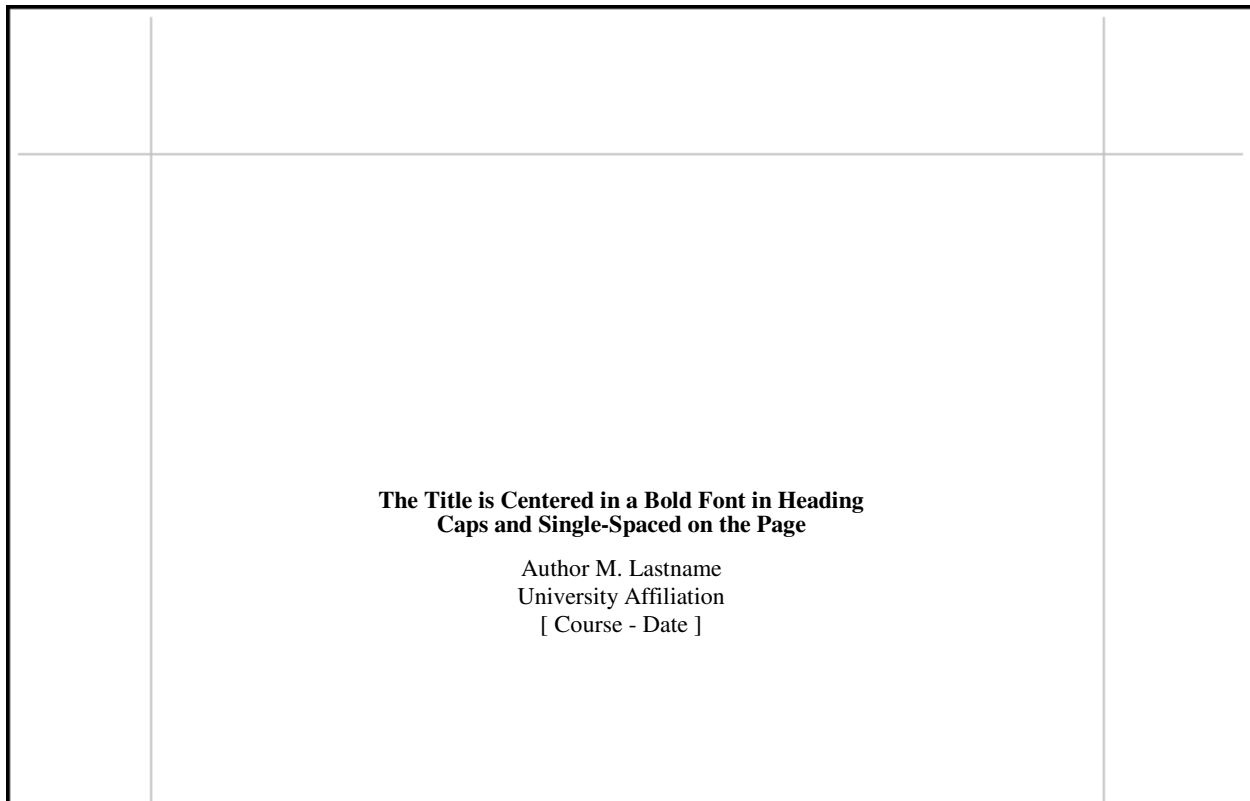 The Title is Centered in a Bold Font in Heading
Caps and Single-Spaced on the Page
Author M. Lastname
University Affiliation
[ Course - Date ]